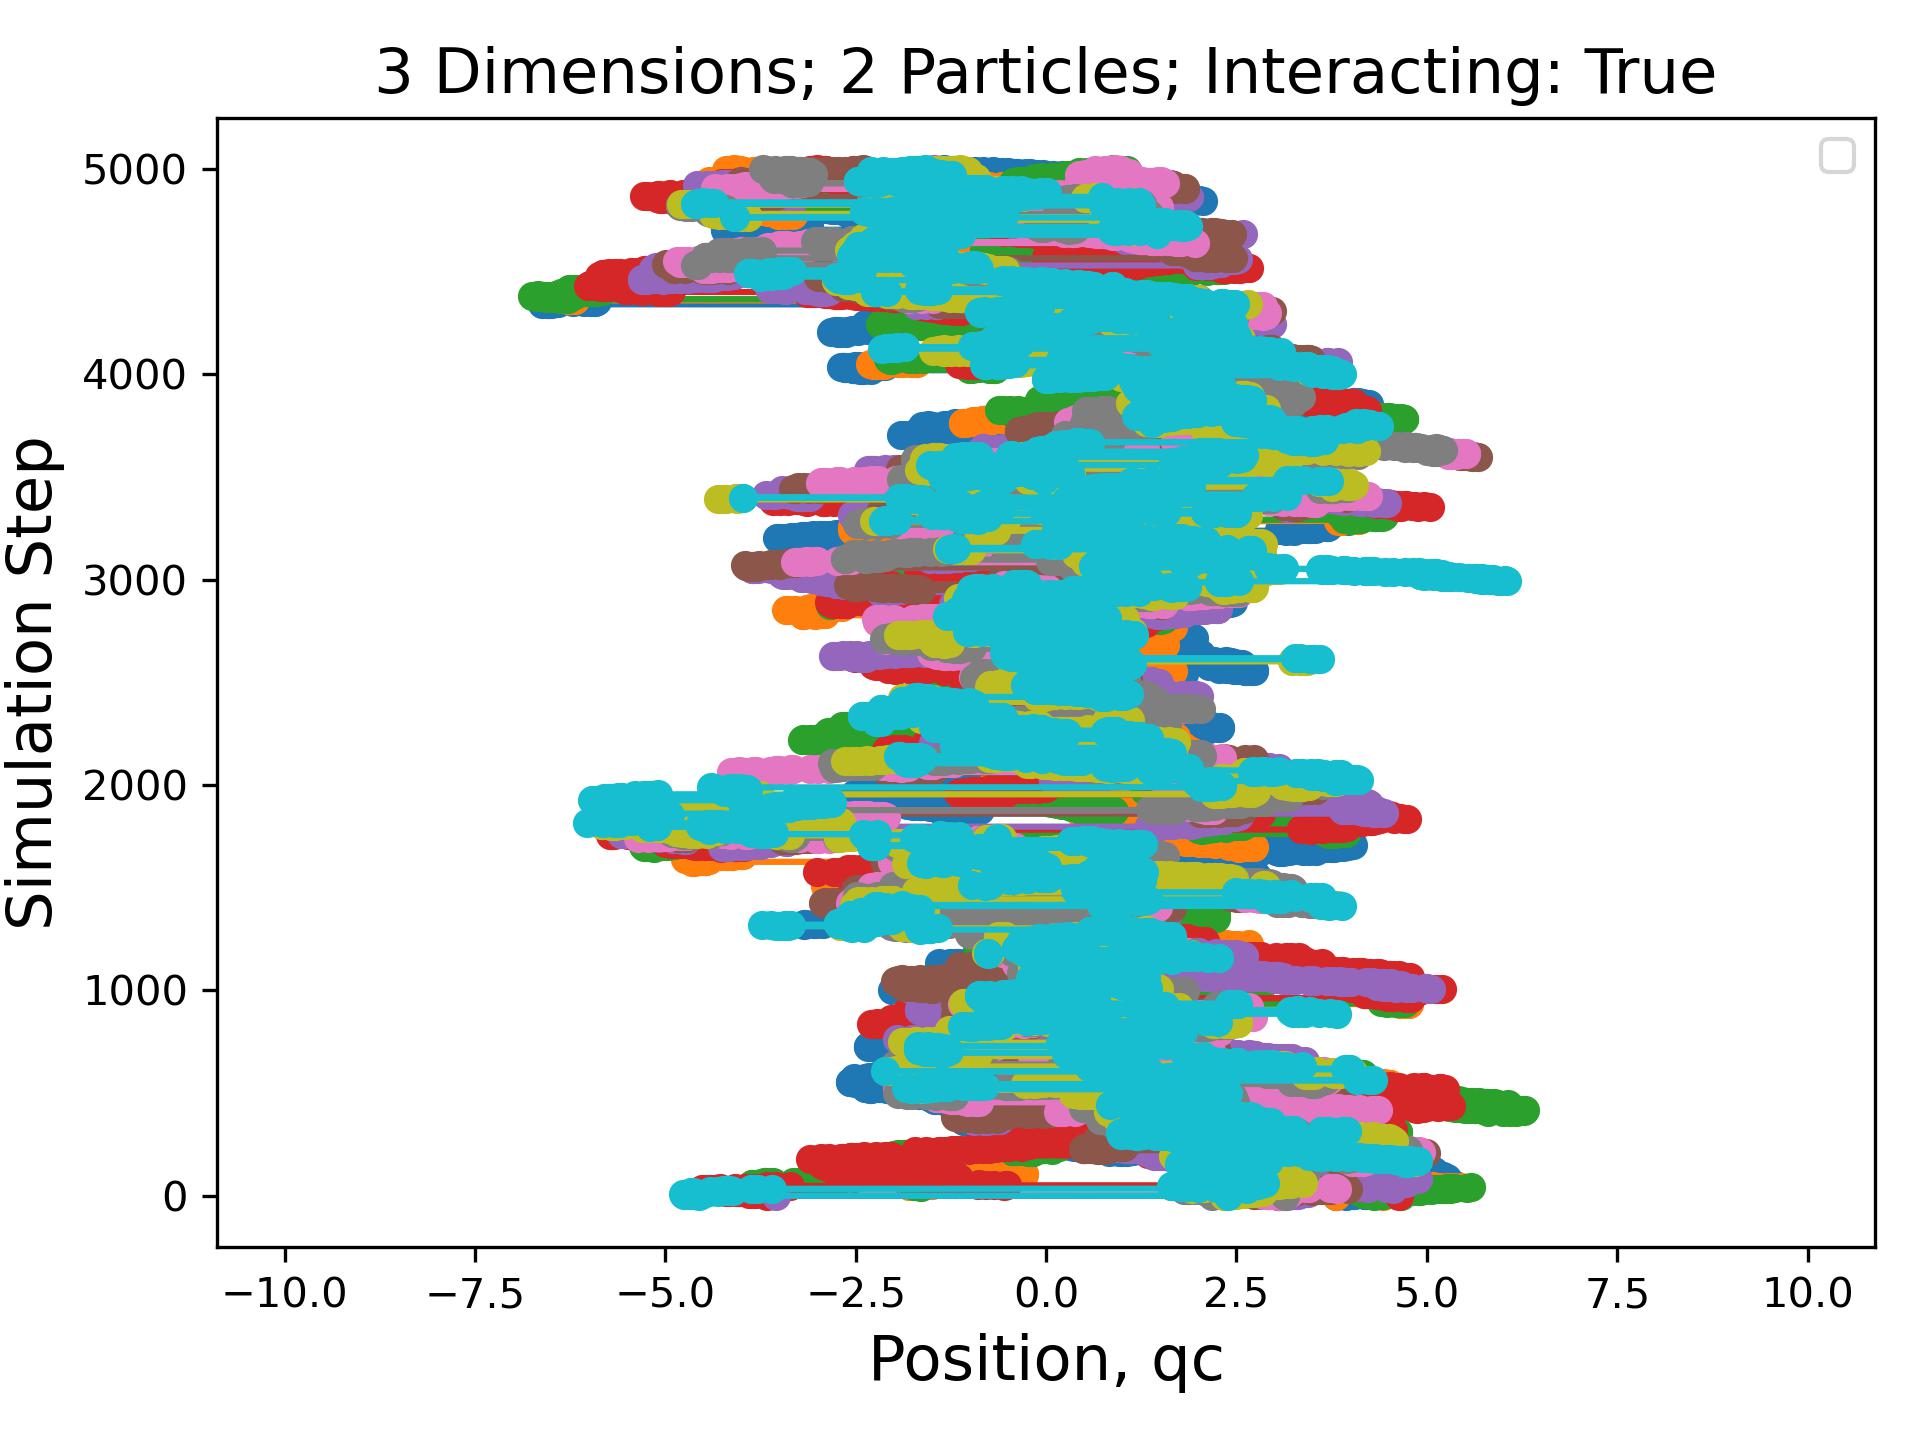 3 Dimensions; 2 Particles; Interacting: True
Simulation Step
5000
4000
3000
2000
1000
0
−10.0 −7.5 −5.0 −2.5 0.0 2.5 5.0 7.5 10.0
Position, qc